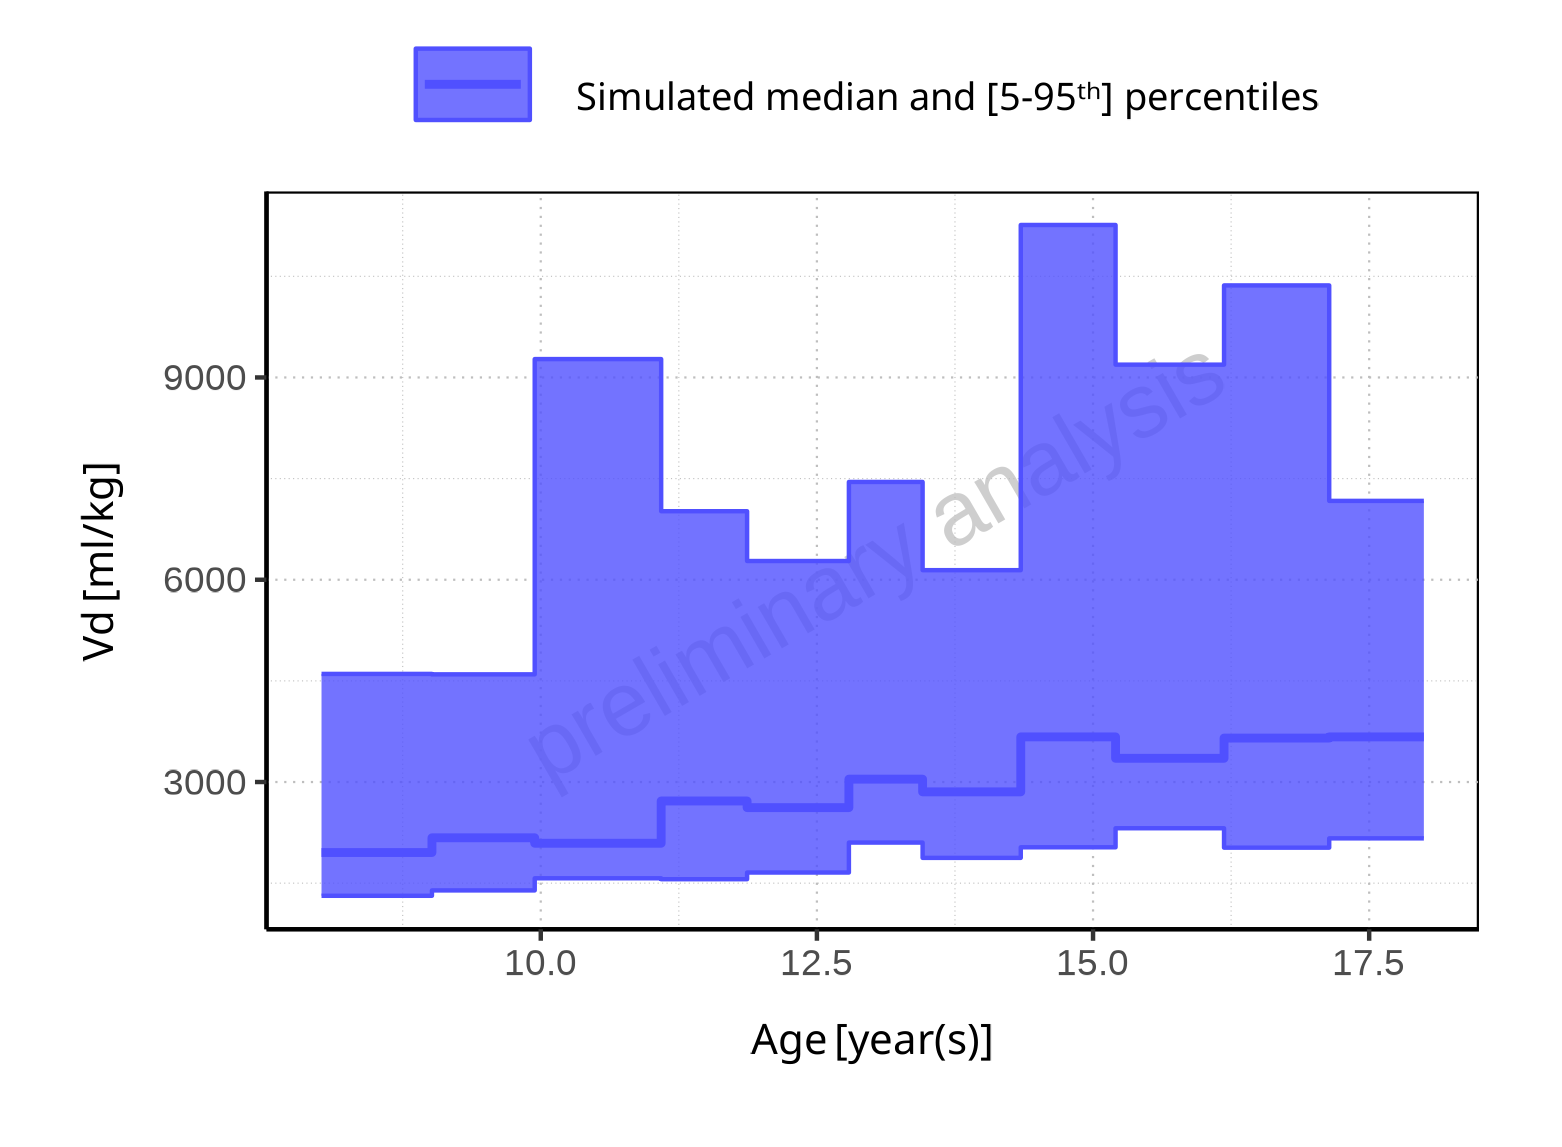 Simulated median and [5-95ᵗʰ] percentiles
9000
6000
3000
Vd [ml/kg]
preliminary analysis
10.0 12.5 15.0 17.5
Age [year(s)]